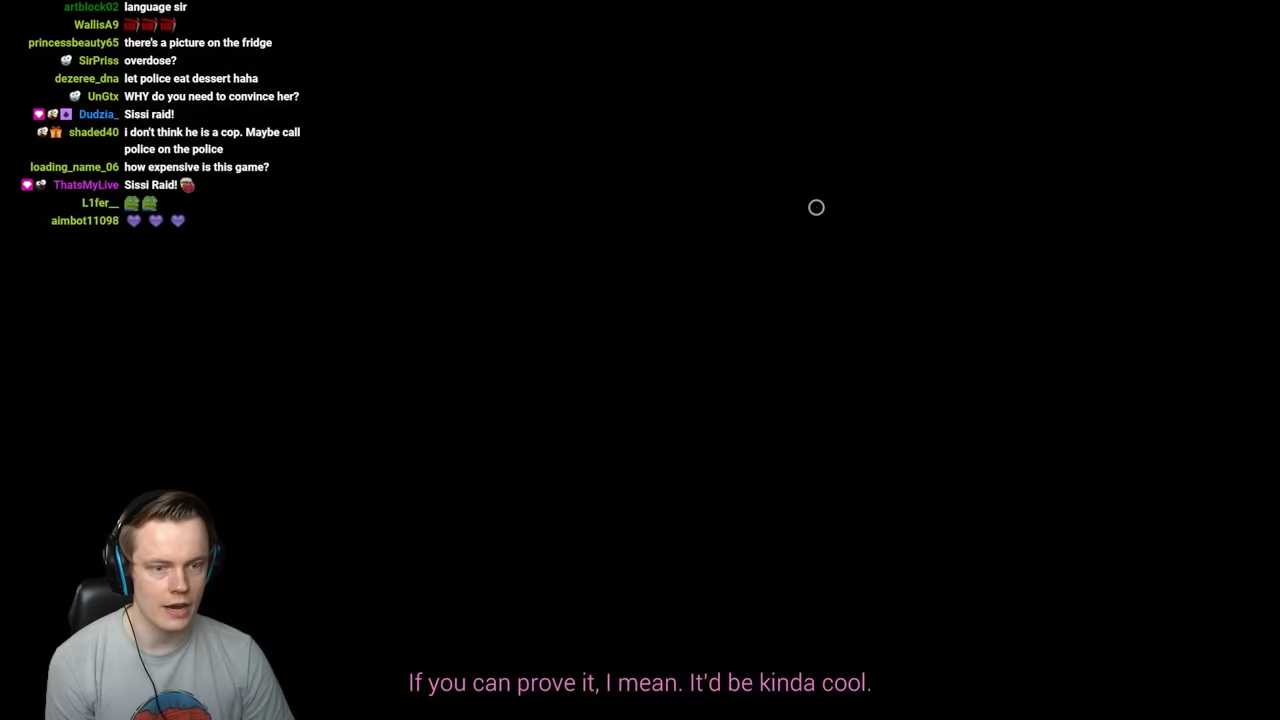 artblock02 language sir
WallisA9
princessbeauty65 there's a picture on the fridge
SirPriss overdose?
dezeree_dna let police eat dessert haha
UnGtx WHY do you need to convince her?
Dudzia_ Sissi raid!
shaded40 i don't think he is a cop. Maybe call
police on the police
loading_name_06 how expensive is this game?
ThatsMyLive Sissi Raid!
L1fer__
aimbot11098
If you can prove it, I mean. It'd be kinda cool.